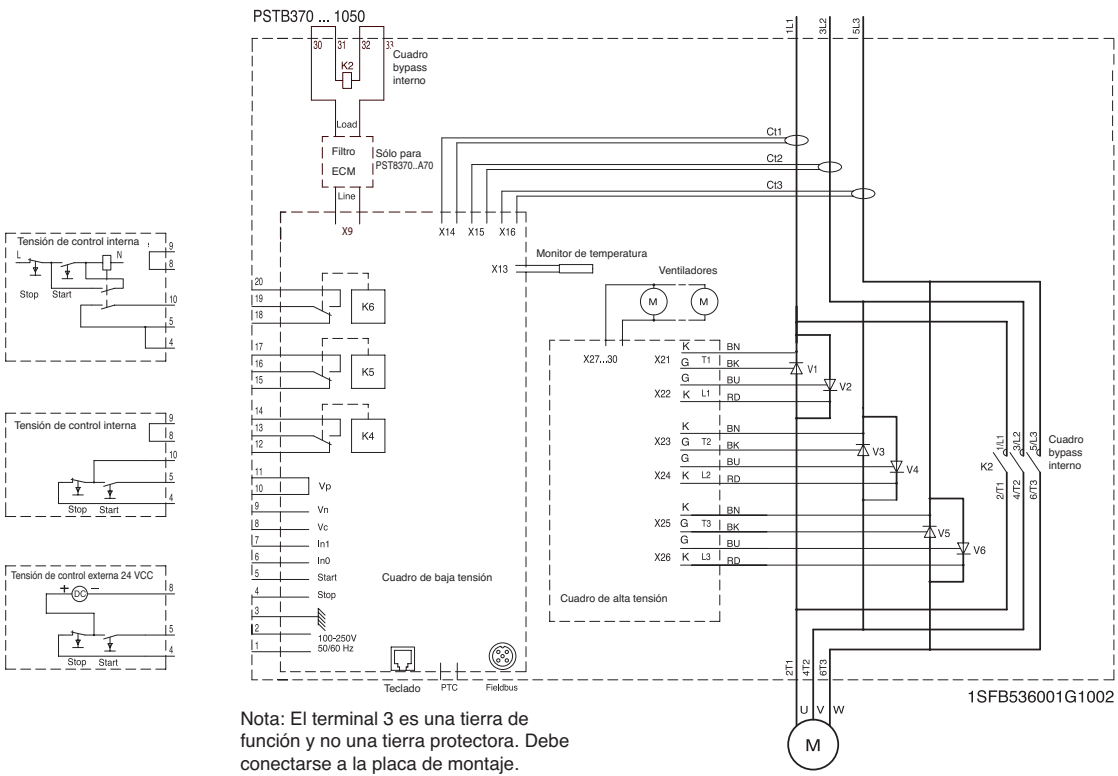 PSTB370 ... 1050
1L1
3L2
5L3
30
31
32
33
K2
Cuadro
bypass
interno
Load
Filtro
ECM
Sólo para
PST8370..A70
Line
X9
X14
X15
X16
Ct1
Ct2
Ct3
X13
Monitor de temperatura
Ventiladores
M
M
X27...30
Tensión de control interna
L
N
Stop
Start
9
8
10
5
4
Tensión de control interna
9
8
10
5
4
Stop
Start
Tensión de control externa 24 VCC
+
DC
–
8
5
4
Stop
Start
20
19
18
K6
17
16
15
K5
14
13
12
K4
11
10
Vp
9
Vn
8
Vc
7
In1
6
In0
5
Start
4
Stop
3
2
1
100-250V
50/60 Hz
Cuadro de baja tensión
Teclado
PTC
Fieldbus
X21
K
BN
G
T1
BK
G
BU
X22
K
L1
RD
V1
V2
K
BN
X23
G
T2
BK
G
BU
X24
K
L2
RD
V3
V4
K
BN
X25
G
T3
BK
G
BU
X26
K
L3
RD
V5
V6
Cuadro de alta tensión
K2
1/L1
3/L2
5/L3
2/T1
4/T2
6/T3
Cuadro
bypass
interno
2T1
4T2
6T3
U
V
W
M
1SFB536001G1002
Nota: El terminal 3 es una tierra de
función y no una tierra protectora. Debe
conectarse a la placa de montaje.